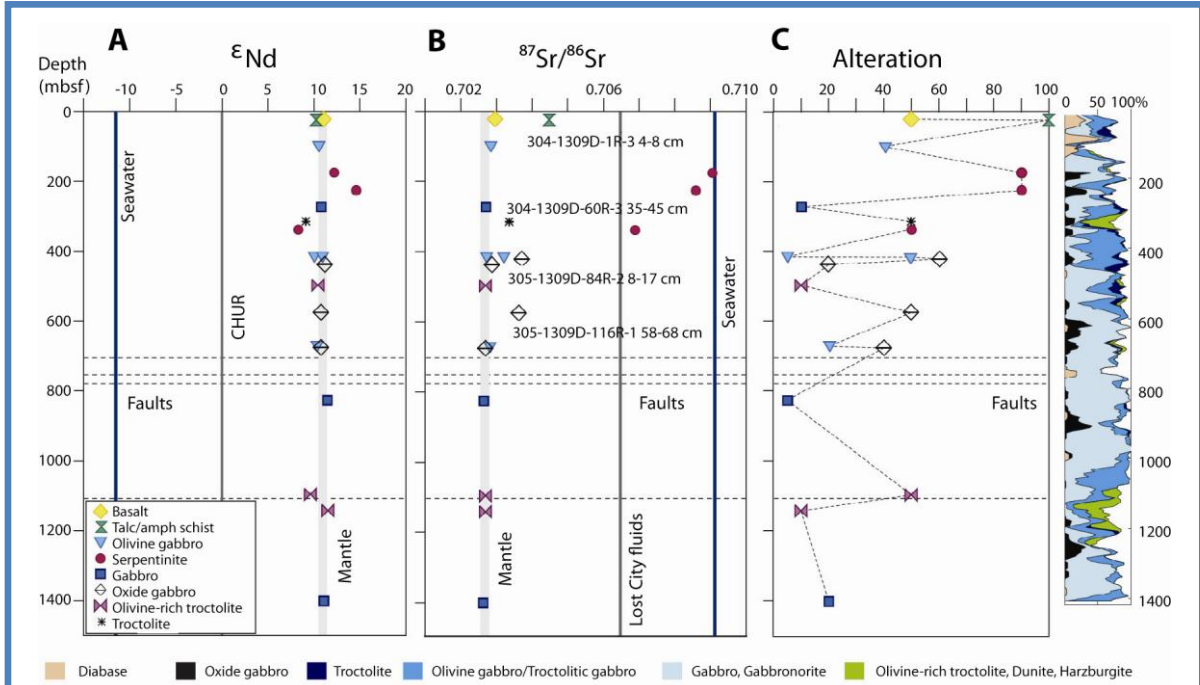 A
εNd
B
87Sr/86Sr
C
Alteration
Depth
(mbsf)
-10 -5 0 5 10 15 20
0,702 0,706 0,710
0 20 40 60 80 100
0 50 100%
0
200
400
600
800
1000
1200
1400
Seawater
CHUR
Faults
Mantle
304-1309D-1R-3 4-8 cm
304-1309D-60R-3 35-45 cm
305-1309D-84R-2 8-17 cm
305-1309D-116R-1 58-68 cm
Seawater
Faults
Mantle
Lost City fluids
Faults
200
400
600
800
1000
1200
1400
Basalt
Talc/amph schist
Olivine gabbro
Serpentinite
Gabbro
Oxide gabbro
Olivine-rich troctolite
Troctolite
Diabase
Oxide gabbro
Troctolite
Olivine gabbro/Troctolitic gabbro
Gabbro, Gabbronorite
Olivine-rich troctolite, Dunite, Harzburgite